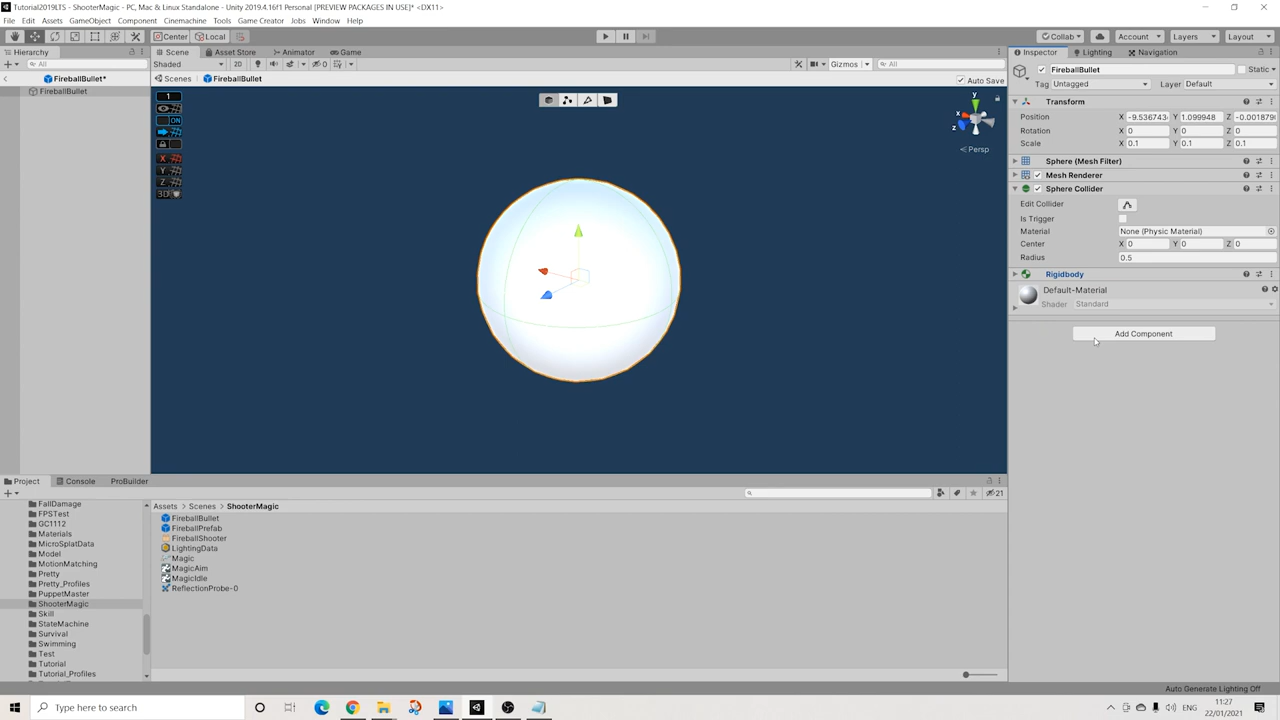 Tutorial2019LTS - ShooterMagic - PC, Mac & Linux Standalone - Unity 2019.4.16f1 Personal [PREVIEW PACKAGES IN USE]* <DX11>
File Edit Assets GameObject Component Cinemachine Tools Game Creator Jobs Window Help
Center Local Collab Account Layers Layout
Hierarchy Scene Asset Store Animator Game Inspector Lighting Navigation
All Shaded 2D 0 Gizmos All
FireballBullet* Scenes FireballBullet Auto Save
FireballBullet
1
ON
X
Y
Z
3D
y
x
z
< Persp
FireballBullet Static
Tag Untagged Layer Default
Transform
Position X -9.536743 Y 1.099948 Z -0.001879
Rotation X 0 Y 0 Z 0
Scale X 0.1 Y 0.1 Z 0.1
Sphere (Mesh Filter)
Mesh Renderer
Sphere Collider
Edit Collider
Is Trigger
Material None (Physic Material)
Center X 0 Y 0 Z 0
Radius 0.5
Rigidbody
Default-Material
Shader Standard
Add Component
Project Console ProBuilder
21
Assets > Scenes > ShooterMagic
FallDamage
FPSTest
GC1112
Materials
MicroSplatData
Model
MotionMatching
Pretty
Pretty_Profiles
PuppetMaster
ShooterMagic
Skill
StateMachine
Survival
Swimming
Test
Tutorial
Tutorial_Profiles
FireballBullet
FireballPrefab
FireballShooter
LightingData
Magic
MagicAim
MagicIdle
ReflectionProbe-0
Auto Generate Lighting Off
Type here to search
ENG
11:27
22/01/2021